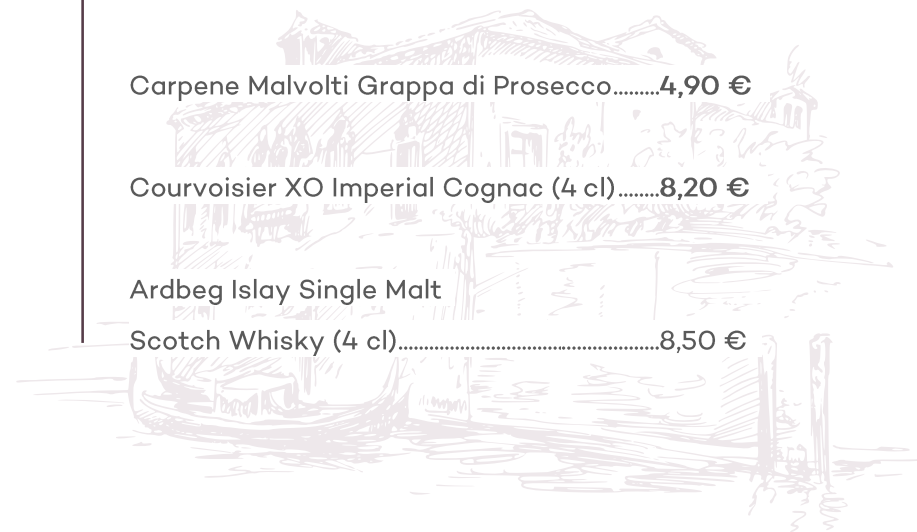 Carpene Malvolti Grappa di Prosecco.........4,90 €
Courvoisier XO Imperial Cognac (4 cl)........8,20 €
Ardbeg Islay Single Malt
Scotch Whisky (4 cl)...................................................8,50 €